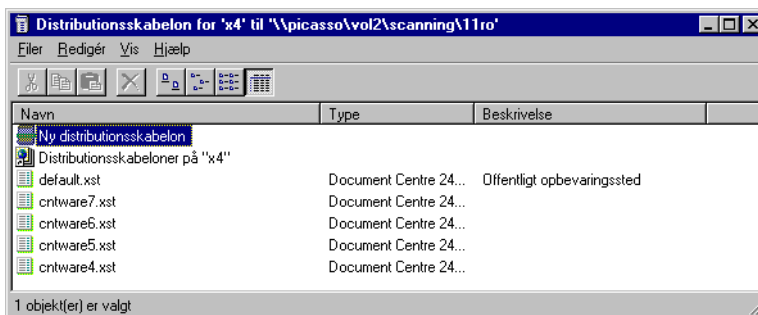 Distributionsskabelon for 'x4' til '\\picasso\vol2\scanning\11ro'
Filer Redigér Vis Hjælp
Navn Type Beskrivelse
Ny distributionsskabelon
Distributionsskabeloner på "x4"
default.xst Document Centre 24... Offentligt opbevaringssted
cntware7.xst Document Centre 24...
cntware6.xst Document Centre 24...
cntware5.xst Document Centre 24...
cntware4.xst Document Centre 24...
1 objekt(er) er valgt